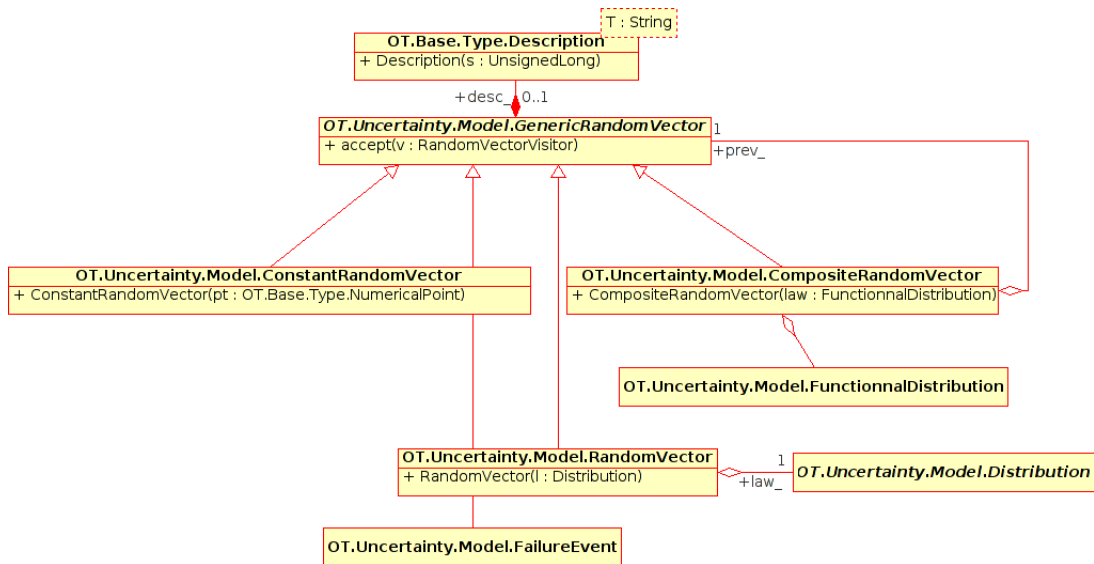 T : String
OT.Base.Type.Description
+ Description(s : UnsignedLong)
+desc_ 0..1
OT.Uncertainty.Model.GenericRandomVector
1
+ accept(v : RandomVectorVisitor)
+prev_
OT.Uncertainty.Model.ConstantRandomVector
+ ConstantRandomVector(pt : OT.Base.Type.NumericalPoint)
OT.Uncertainty.Model.CompositeRandomVector
+ CompositeRandomVector(law : FunctionnalDistribution)
OT.Uncertainty.Model.FunctionnalDistribution
OT.Uncertainty.Model.RandomVector
+ RandomVector(l : Distribution)
1
+law_
OT.Uncertainty.Model.Distribution
OT.Uncertainty.Model.FailureEvent